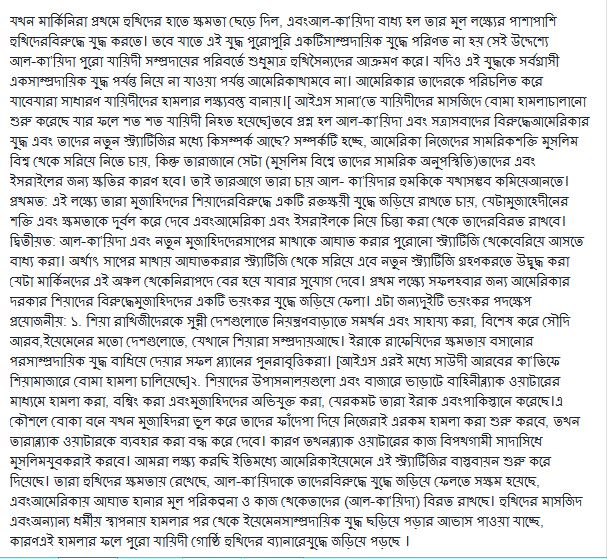 যখন মার্কিনিরা প্রথমে হুথিদের হাতে ক্ষমতা ছেড়ে দিল, এবংআল-কা'য়িদা বাধ্য হল তার মূল লক্ষ্যের পাশাপাশি
হুথিদেরবিরুদ্ধে যুদ্ধ করতে। তবে যাতে এই যুদ্ধ পুরোপুরি একটিসাম্প্রদায়িক যুদ্ধে পরিণত না হয় সেই উদ্দেশ্যে
আল-কা'য়িদা পুরো যায়িদী সম্প্রদায়ের পরিবর্তে শুধুমাত্র হুথিসৈন্যদের আক্রমণ করে। যদিও এই যুদ্ধকে সর্বগ্রাসী
একসাম্প্রদায়িক যুদ্ধ পর্যন্ত নিয়ে না যাওয়া পর্যন্ত আমেরিকাথামবে না। আমেরিকার তাদেরকে পরিচলিত করে
যাবেযারা সাধারণ যায়িদীদের হামলার লক্ষ্যবস্তু বানায়।[ আইএস সানা'তে যায়িদীদের মাসজিদে বোমা হামলাচালানো
শুরু করেছে যার ফলে শত শত যায়িদী নিহত হয়েছে]তবে প্রশ্ন হল আল-কা'য়িদা এবং সত্রাসবাদের বিরুদ্ধেআমেরিকার
যুদ্ধ এবং তাদের নতুন স্ট্র্যাটিজির মধ্যে কিসম্পর্ক আছে? সম্পর্কটি হচ্ছে, আমেরিকা নিজেদের সামরিকশক্তি মুসলিম
বিশ্ব থেকে সরিয়ে নিতে চায়, কিন্তু তারাজানে সেটা (মুসলিম বিশ্বে তাদের সামরিক অনুপস্থিতি)তাদের এবং
ইসরাইলের জন্য ক্ষতির কারণ হবে। তাই তারআগে তারা চায় আল- কা'য়িদার হুমকিকে যথাসম্ভব কমিয়েআনতে।
প্রথমত: এই লক্ষ্যে তারা মুজাহিদদের শিয়াদেরবিরুদ্ধে একটি রক্তক্ষয়ী যুদ্ধে জড়িয়ে রাখতে চায়, যেটামুজাহেদীনের
শক্তি এবং ক্ষমতাকে দূর্বল করে দেবে এবংআমেরিকা এবং ইসরাইলকে নিয়ে চিন্তা করা থেকে তাদেরবিরত রাখবে।
দ্বিতীয়ত: আল-কা'য়িদা এবং নতুন মুজাহিদদেরসাপের মাথাকে আঘাত করার পুরোনো স্ট্র্যাটিজি থেকেবেরিয়ে আসতে
বাধ্য করা। অর্থাৎ সাপের মাথায় আঘাতকরার স্ট্র্যাটিজি থেকে সরিয়ে এবে নতুন স্ট্র্যাটিজি গ্রহণকরতে উদ্বুদ্ধ করা
যেটা মার্কিনদের এই অঞ্চল থেকেনিরাপদে বের হয়ে যাবার সুযোগ দেবে। প্রথম লক্ষ্যে সফলহবার জন্য আমেরিকার
দরকার শিয়াদের বিরুদ্ধেমুজাহিদদের একটি ভয়ংকর যুদ্ধে জড়িয়ে ফেলা। এটা জন্যদুইটি ভয়ংকর পদক্ষেপ
প্রয়োজনীয়: ১. শিয়া রাথিজীদেরকে সুন্নী দেশগুলোতে নিয়ন্ত্রণবাড়াতে সমর্থন এবং সাহায্য করা, বিশেষ করে সৌদি
আরব,ইয়েমেনের মতো দেশগুলোতে, যেখানে শিয়ারা সম্প্রদায়আছে। ইরাকে রাফেযিদের ক্ষমতায় বসানোর
পরসাম্প্রদায়িক যুদ্ধ বাধিয়ে দেয়ার সফল প্ল্যানের পুনরাবৃত্তিকরা। [আইএস এরই মধ্যে সাউদী আরবের কা'তিফে
শিয়ামাজারে বোমা হামলা চালিয়েছে]২. শিয়াদের উপাসনালয়গুলো এবং বাজারে ভাড়াটে বাহিনীব্ল্যাক ওয়াটারের
মাধ্যমে হামলা করা, বম্বিং করা এবংমুজাহিদদের অভিযুক্ত করা, যেরকমট তারা ইরাক এবংপাকিস্তানে করেছে।এ
কৌশলে বোকা বনে যখন মুজাহিরা ভুল করে তাদের ফাঁদেপা দিয়ে নিজেরাই এরকম হামলা করা শুরু করবে, তখন
তারাব্ল্যাক ওয়াটারকে ব্যবহার করা বন্ধ করে দেবে। কারণ তখনব্ল্যাক ওয়াটারের কাজ বিপথগামী সাদাসিধে
মুসলিমযুবকরাই করবে। আমরা লক্ষ্য করছি ইতিমধ্যে আমেরিকাইয়েমেনে এই স্ট্র্যাটিজির বাস্তবায়ন শুরু করে
দিয়েছে। তারা হুথিদের ক্ষমতায় রেখেছে, আল-কা'য়িদাকে তাদেরবিরুদ্ধে যুদ্ধে জড়িয়ে ফেলতে সক্ষম হয়েছে,
এবংআমেরিকায় আঘাত হানার মূল পরিকল্পনা ও কাজ থেকেতাদের (আল-কা'য়িদা) বিরত রাখছে। হুথিদের মাসজিদ
এবংঅন্যান্য ধর্মীয় স্থাপনায় হামলার পর থেকে ইয়েমেনসাম্প্রদায়িক যুদ্ধ ছড়িয়ে পড়ার আভাস পাওয়া যাচ্ছে,
কারণএই হামলার ফলে পুরো যায়িদী গোষ্ঠি হুথিদের ব্যানারেযুদ্ধে জড়িয়ে পড়ছে ।